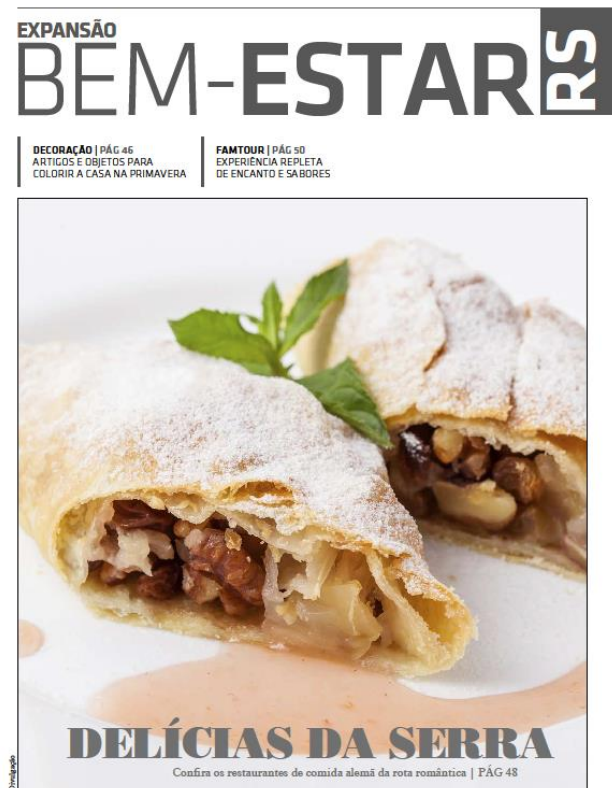 EXPANSÃO
BEM-ESTAR RS
DECORAÇÃO | PÁG 46
ARTIGOS E OBJETOS PARA
COLORIR A CASA NA PRIMAVERA
FAMTOUR | PÁG 50
EXPERIÊNCIA REPLETA
DE ENCANTO E SABORES
DELÍCIAS DA SERRA
Confira os restaurantes de comida alemã da rota romântica | PÁG 48
Divulgação